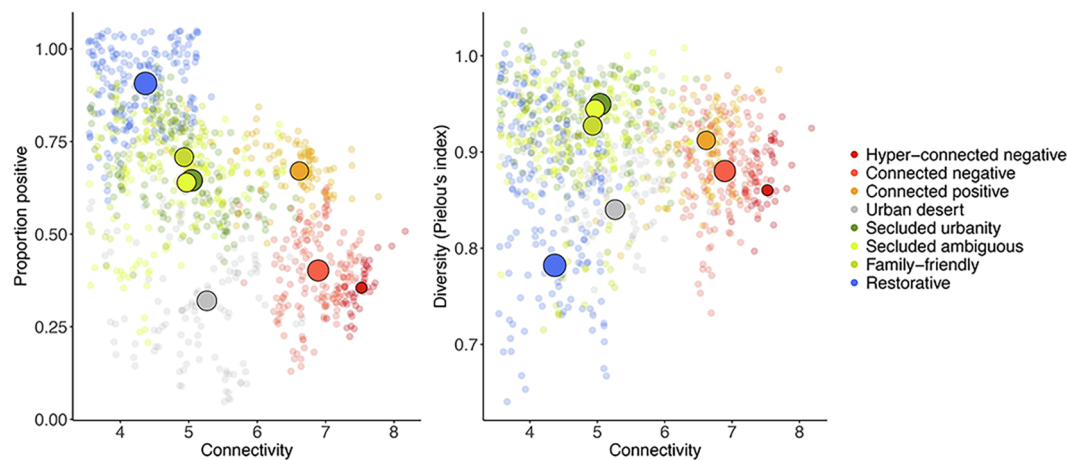 1.00
0.75
0.50
0.25
0.00
Proportion positive
4 5 6 7 8
Connectivity
1.0
0.9
0.8
0.7
Diversity (Pielou's index)
4 5 6 7 8
Connectivity
Hyper−connected negative
Connected negative
Connected positive
Urban desert
Secluded urbanity
Secluded ambiguous
Family−friendly
Restorative